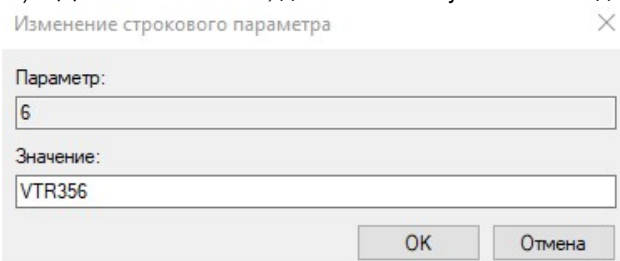 Изменение строкового параметра
Параметр:
6
Значение:
VTR356
OK
Отмена